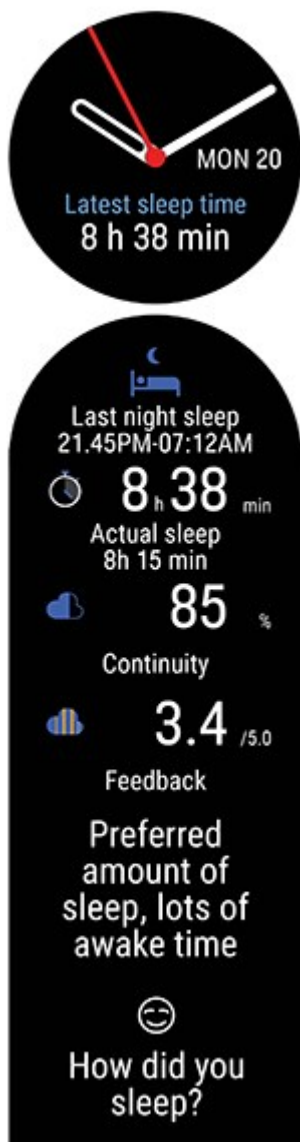 MON 20
Latest sleep time
8 h 38 min
Last night sleep
21.45PM-07:12AM
8 h 38 min
Actual sleep
8h 15 min
85 %
Continuity
3.4 /5.0
Feedback
Preferred
amount of
sleep, lots of
awake time
How did you
sleep?